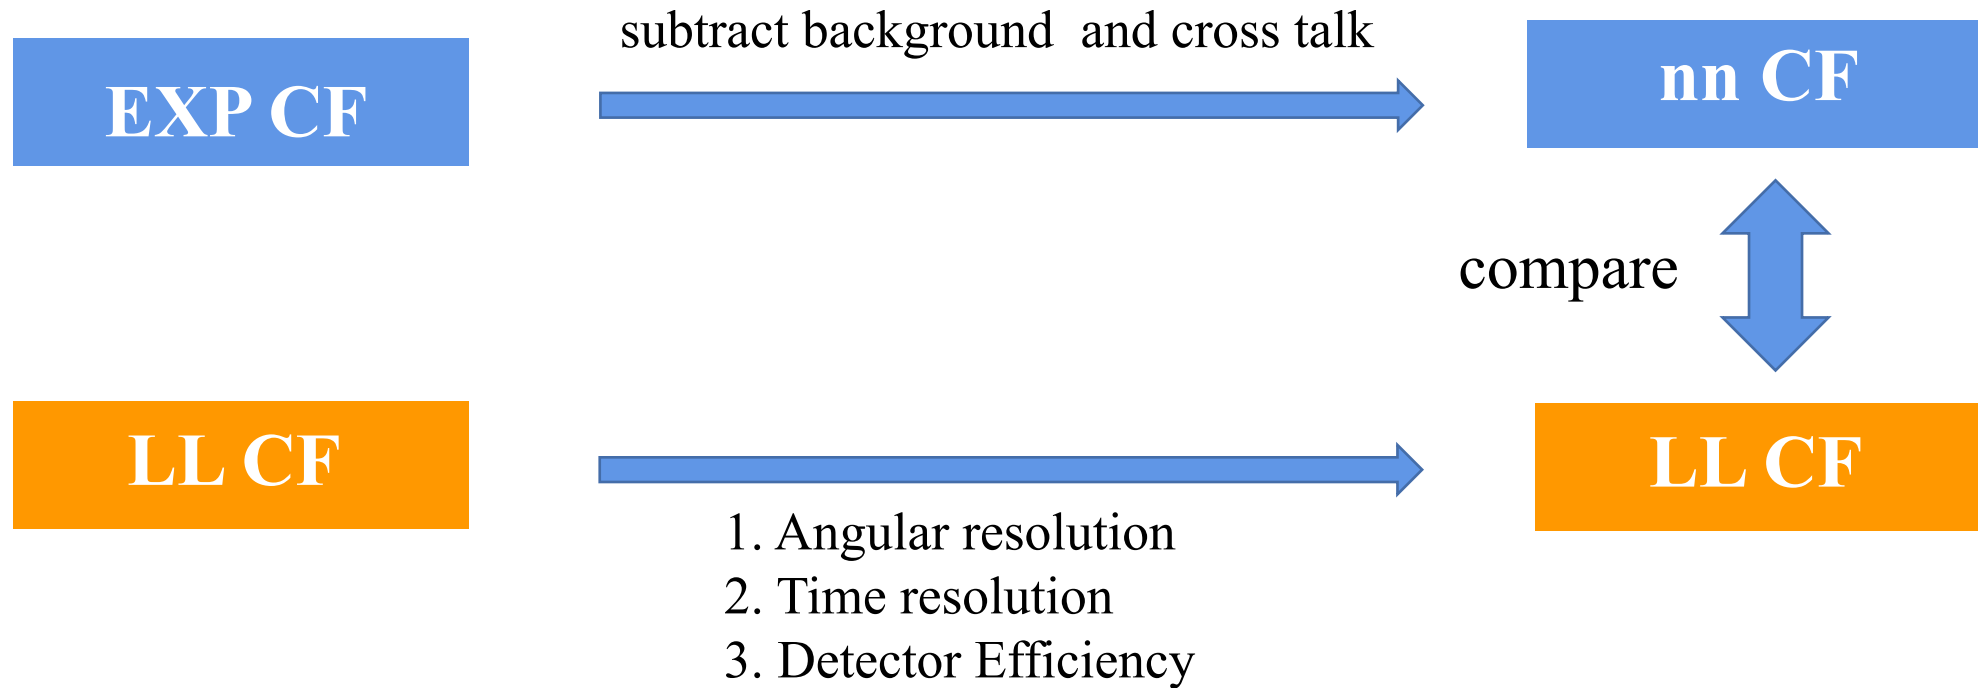 subtract background and cross talk
EXP CF
nn CF
compare
LL CF
LL CF
1. Angular resolution
2. Time resolution
3. Detector Efficiency